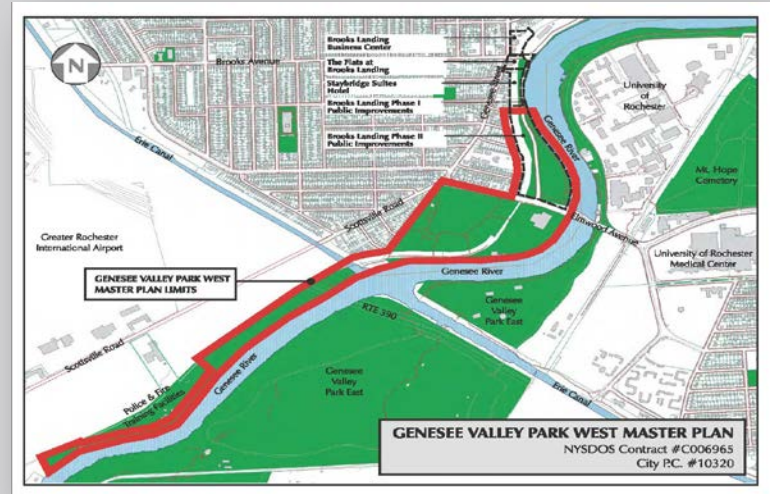 N
Brooks Avenue
Brooks Landing
Business Center
The Flats at
Brooks Landing
Staybridge Suites
Hotel
Brooks Landing Phase I
Public Improvements
Brooks Landing Phase II
Public Improvements
Genesee Street
Genesee River
University
of
Rochester
Mt. Hope
Cemetery
Erie Canal
Scottsville Road
Elmwood Avenue
Greater Rochester
International Airport
University of Rochester
Medical Center
GENESEE VALLEY PARK WEST
MASTER PLAN LIMITS
Genesee River
RTE 390
Genesee
Valley
Park East
Scottsville Road
Police & Fire
Training Facilities
Genesee River
Genesee
Valley
Park East
Erie Canal
GENESEE VALLEY PARK WEST MASTER PLAN
NYSDOS Contract #C006965
City P.C. #10320